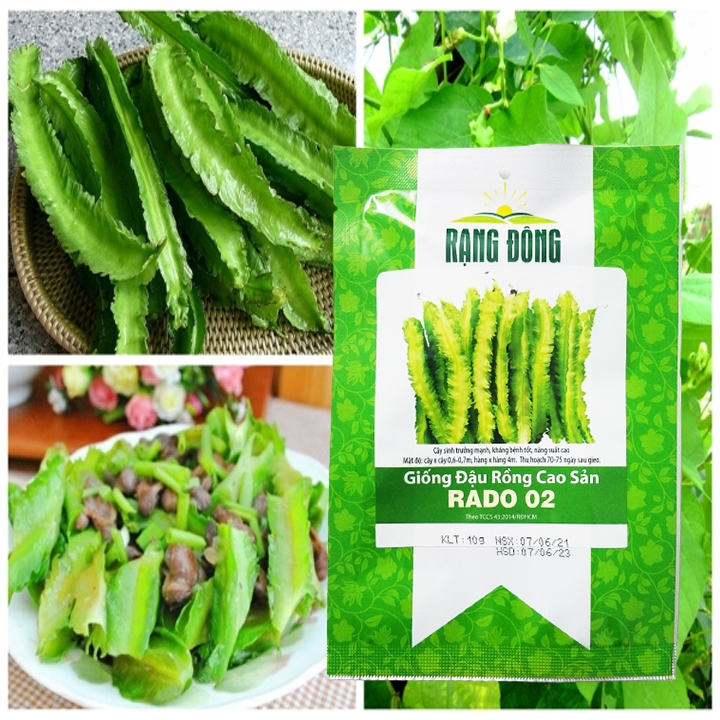 RẠNG ĐÔNG
Cây sinh trưởng mạnh, kháng bệnh tốt, năng suất cao
Mật độ: cây x cây 0,6-0,7m, hàng x hàng 4m. Thu hoạch 70-75 ngày sau gieo.
Giống Đậu Rồng Cao Sản
RADO 02
Theo TCCS 43:2014/RĐHCM
KLT: 10g NSX: 07/06/21
HSD: 07/06/23